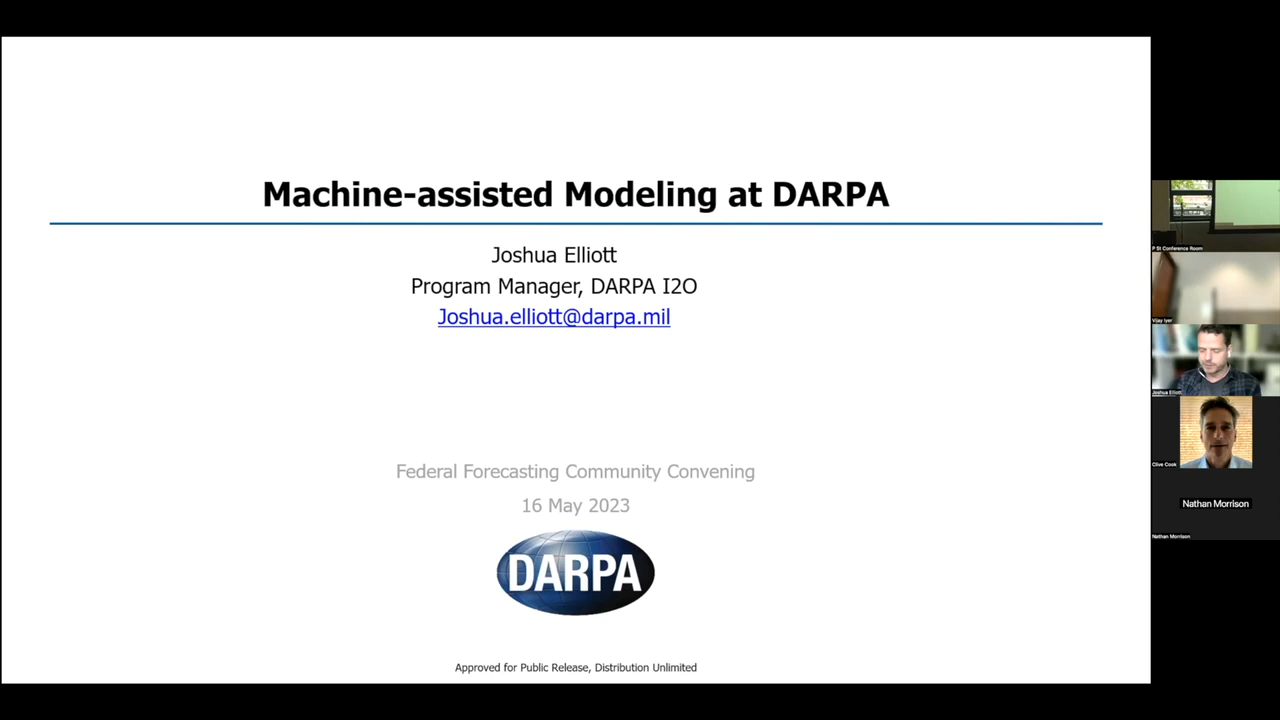 Machine-assisted Modeling at DARPA
Joshua Elliott
Program Manager, DARPA I2O
Joshua.elliott@darpa.mil
Federal Forecasting Community Convening
16 May 2023
DARPA
Approved for Public Release, Distribution Unlimited
P St Conference Room
Vijay Iyer
Joshua Elliott
Clive Cook
Nathan Morrison
Nathan Morrison